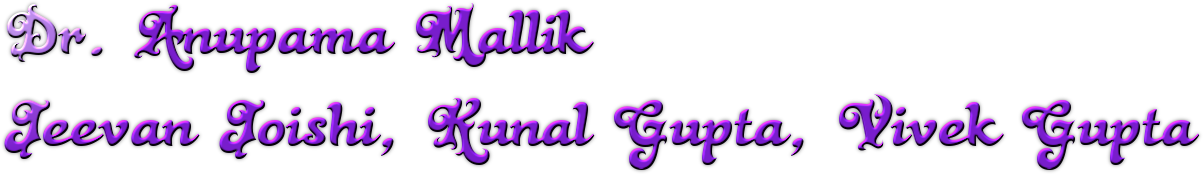 Dr. Anupama Mallik
Jeevan Joishi, Kunal Gupta, Vivek Gupta